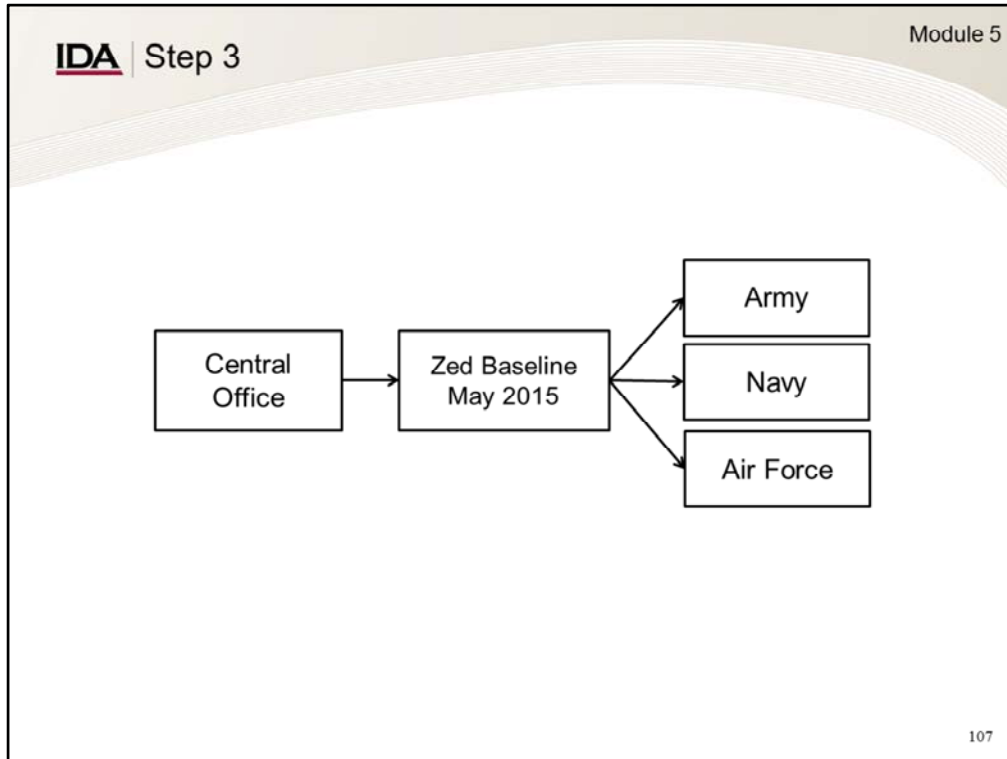 Module 5
IDA Step 3
Central
Office
Zed Baseline
May 2015
Army
Navy
Air Force
107